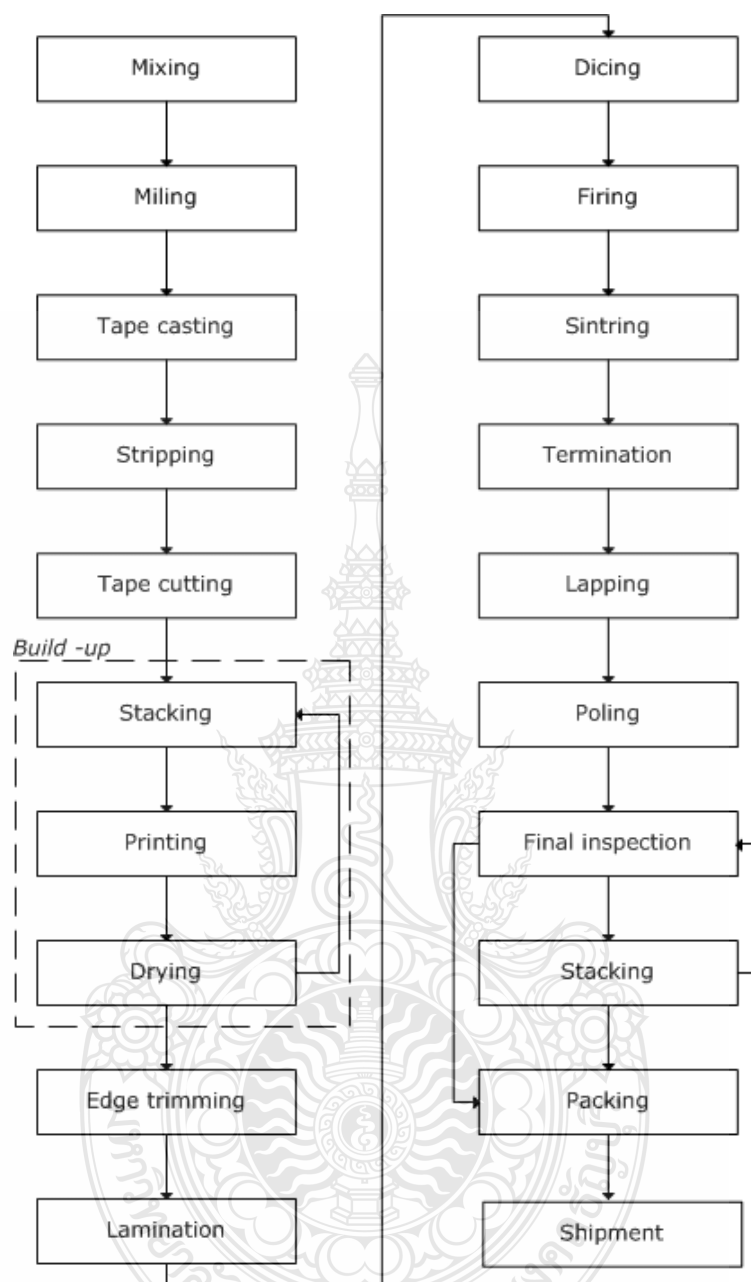 Mixing
Miling
Tape casting
Stripping
Tape cutting
Build -up
Stacking
Printing
Drying
Edge trimming
Lamination
Dicing
Firing
Sintring
Termination
Lapping
Poling
Final inspection
Stacking
Packing
Shipment